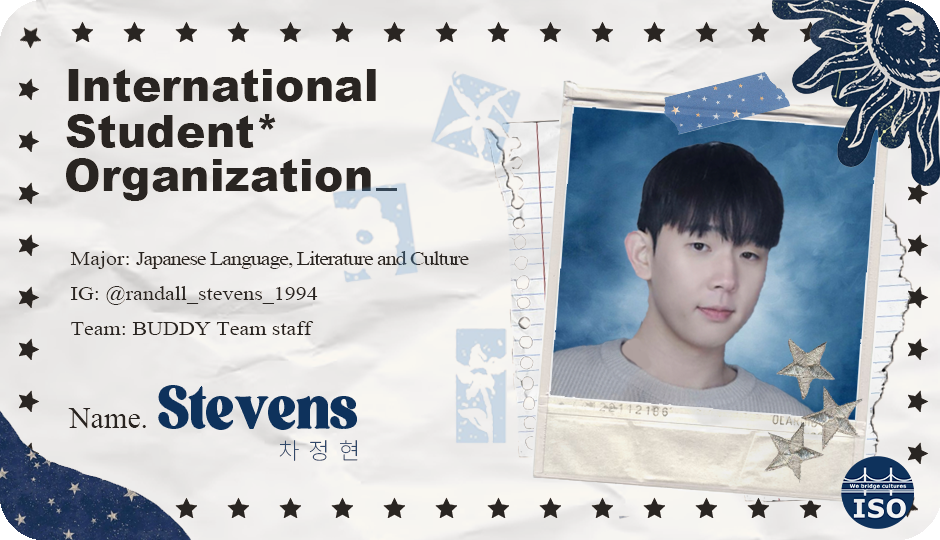 International
Student*
Organization_
Major: Japanese Language, Literature and Culture
IG: @randall_stevens_1994
Team: BUDDY Team staff
Name. Stevens
차정현
We bridge cultures
ISO